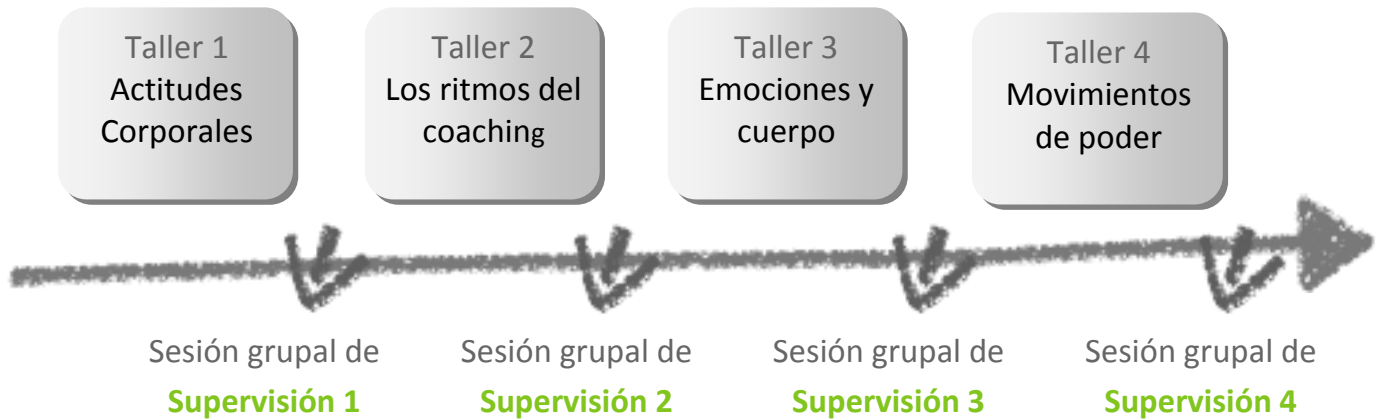 Taller 1
Actitudes
Corporales
Taller 2
Los ritmos del
coaching
Taller 3
Emociones y
cuerpo
Taller 4
Movimientos
de poder
Sesión grupal de
Supervisión 1
Sesión grupal de
Supervisión 2
Sesión grupal de
Supervisión 3
Sesión grupal de
Supervisión 4